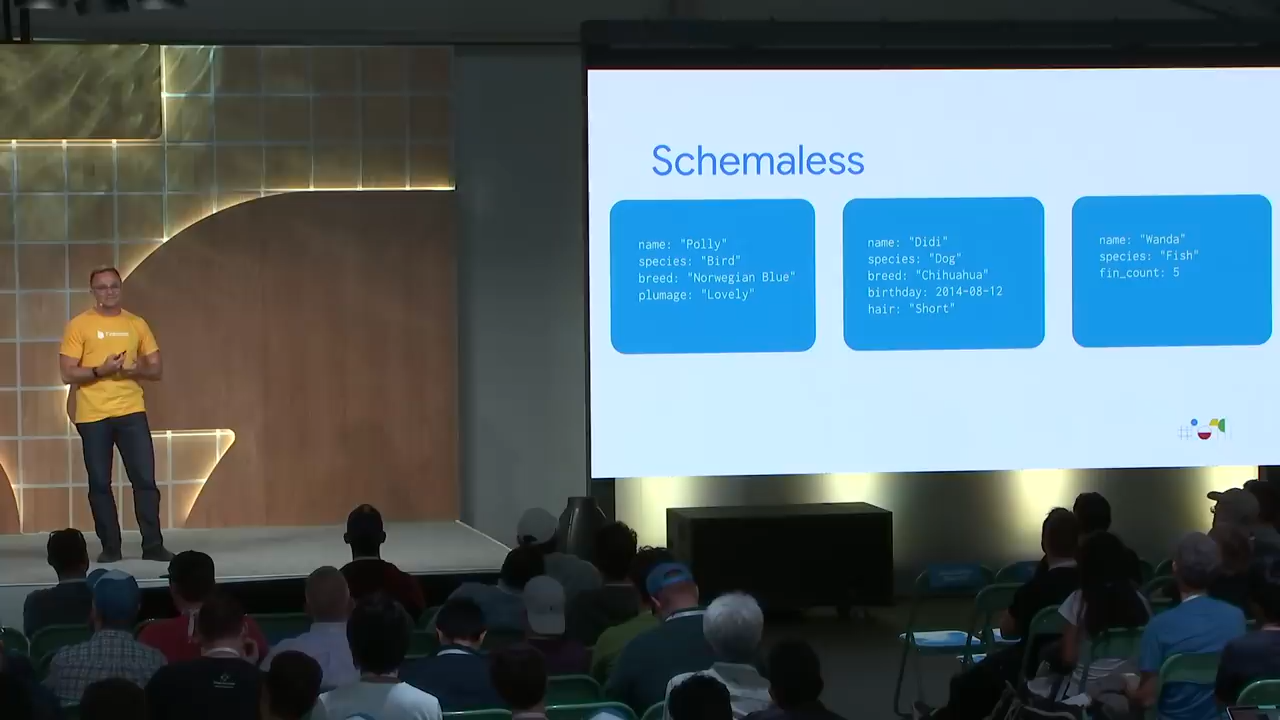 Schemaless
name: "Polly"
species: "Bird"
breed: "Norwegian Blue"
plumage: "Lovely"
name: "Didi"
species: "Dog"
breed: "Chihuahua"
birthday: 2014-08-12
hair: "Short"
name: "Wanda"
species: "Fish"
fin_count: 5